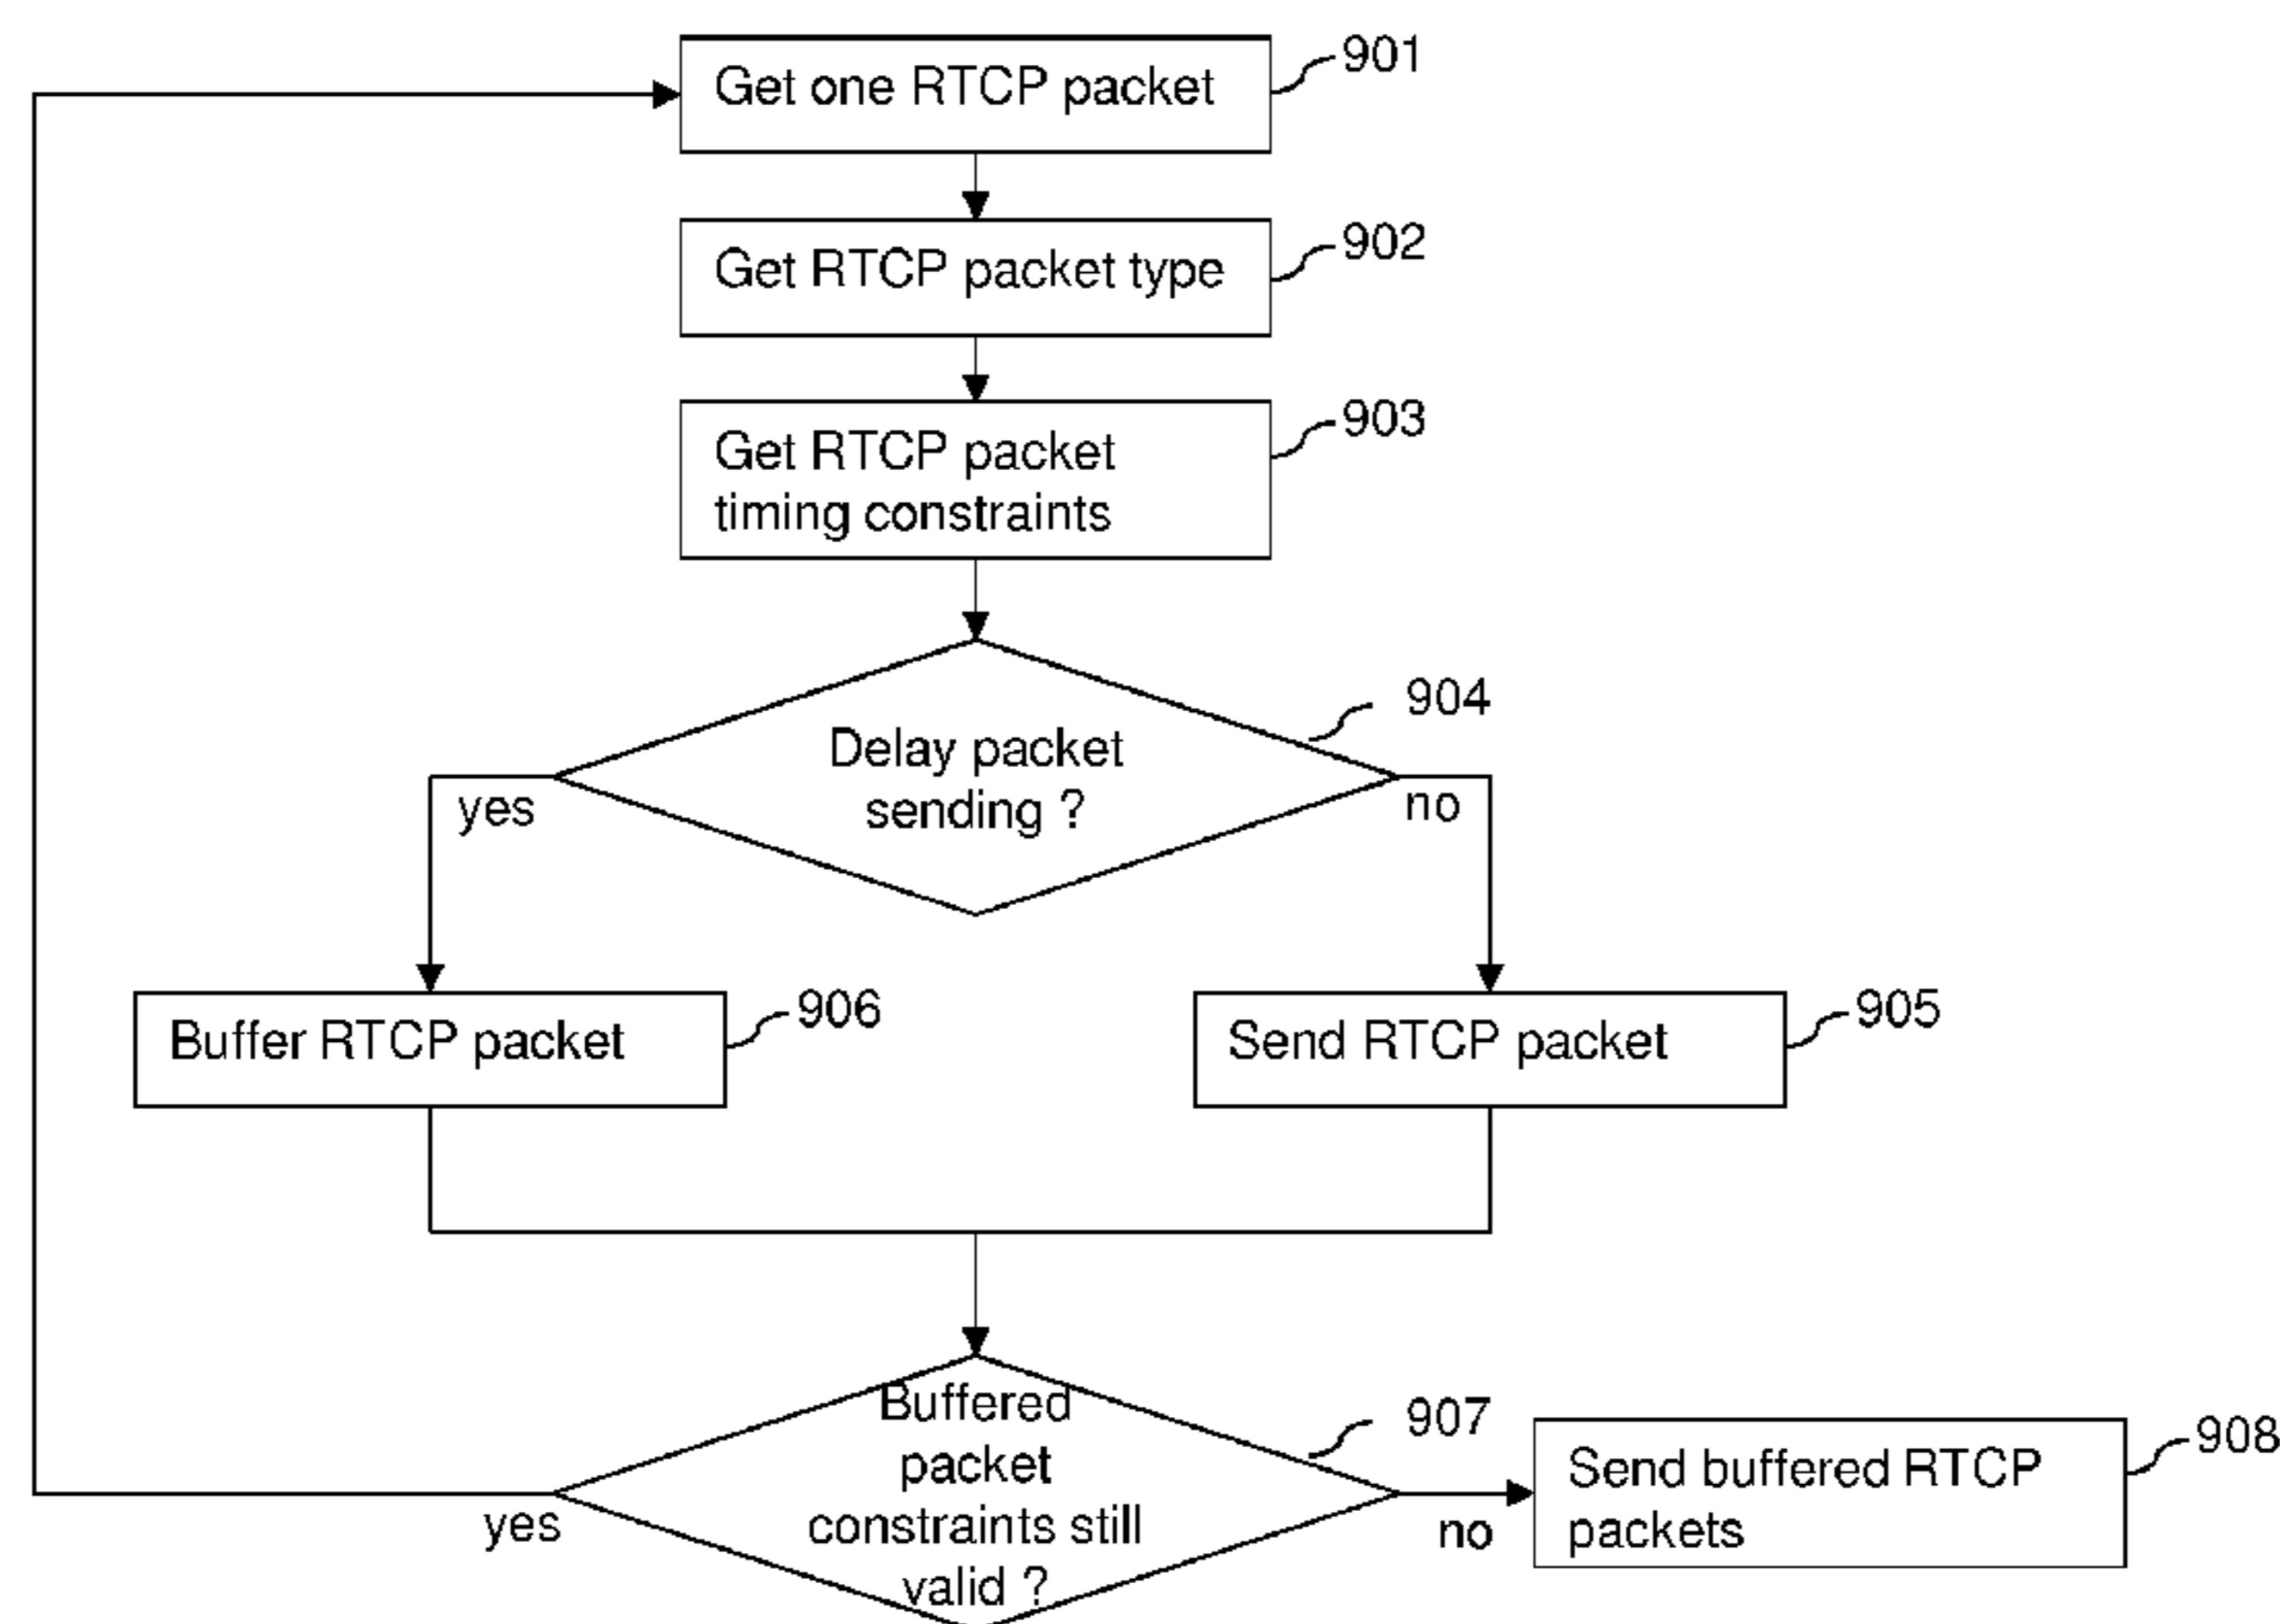 Get one RTCP packet
901
Get RTCP packet type
902
Get RTCP packet
timing constraints
903
Delay packet
sending ?
904
yes
no
Buffer RTCP packet
906
Send RTCP packet
905
Buffered
packet
constraints still
valid ?
907
yes
no
Send buffered RTCP
packets
908